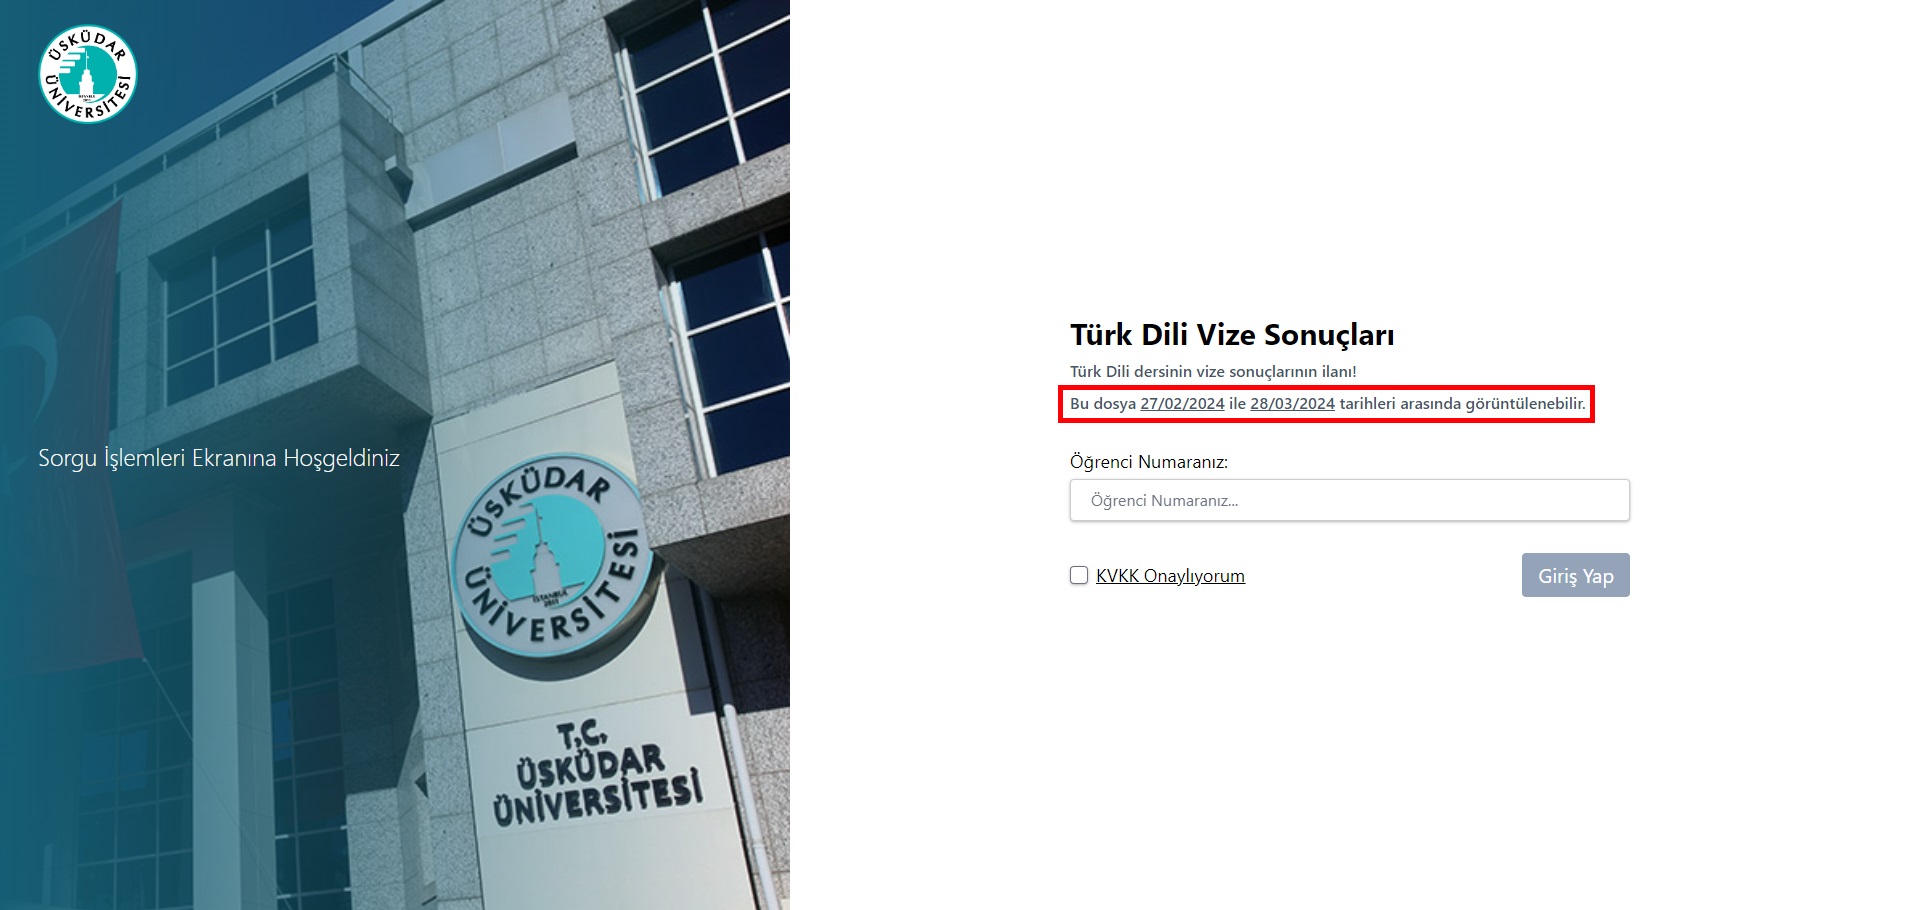 ÜSKÜDAR
ÜNİVERSİTESİ
Sorgu İşlemleri Ekranına Hoşgeldiniz
ÜSKÜDAR
ÜNİVERSİTESİ
İSTANBUL
2011
T.C.
ÜSKÜDAR
ÜNİVERSİTESİ
Türk Dili Vize Sonuçları
Türk Dili dersinin vize sonuçlarının ilanı!
Bu dosya 27/02/2024 ile 28/03/2024 tarihleri arasında görüntülenebilir.
Öğrenci Numaranız:
Öğrenci Numaranız...
KVKK Onaylıyorum
Giriş Yap